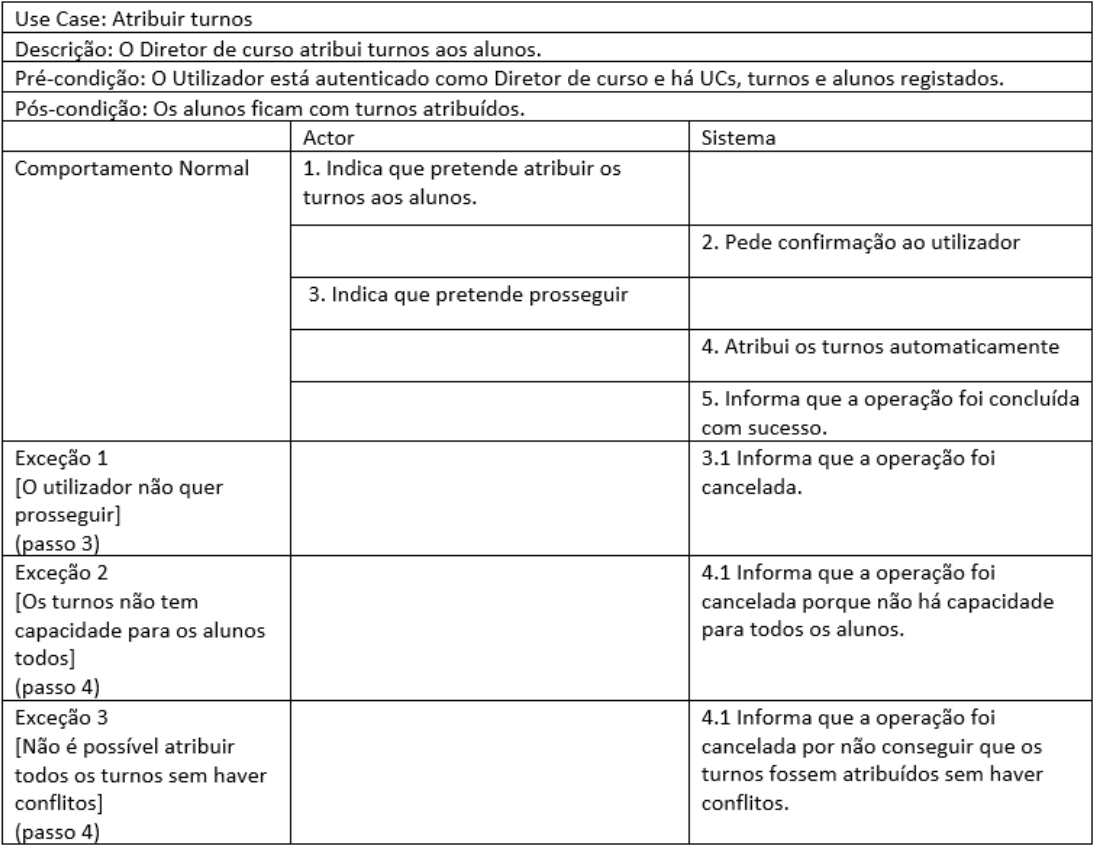 Use Case: Atribuir turnos
Descrição: O Diretor de curso atribui turnos aos alunos.
Pré-condição: O Utilizador está autenticado como Diretor de curso e há UCs, turnos e alunos registados.
Pós-condição: Os alunos ficam com turnos atribuídos.
Actor
Sistema
Comportamento Normal
1. Indica que pretende atribuir os
turnos aos alunos.
2. Pede confirmação ao utilizador
3. Indica que pretende prosseguir
4. Atribui os turnos automaticamente
5. Informa que a operação foi concluída
com sucesso.
Exceção 1
[O utilizador não quer
prosseguir]
(passo 3)
3.1 Informa que a operação foi
cancelada.
Exceção 2
[Os turnos não tem
capacidade para os alunos
todos]
(passo 4)
4.1 Informa que a operação foi
cancelada porque não há capacidade
para todos os alunos.
Exceção 3
[Não é possível atribuir
todos os turnos sem haver
conflitos]
(passo 4)
4.1 Informa que a operação foi
cancelada por não conseguir que os
turnos fossem atribuídos sem haver
conflitos.